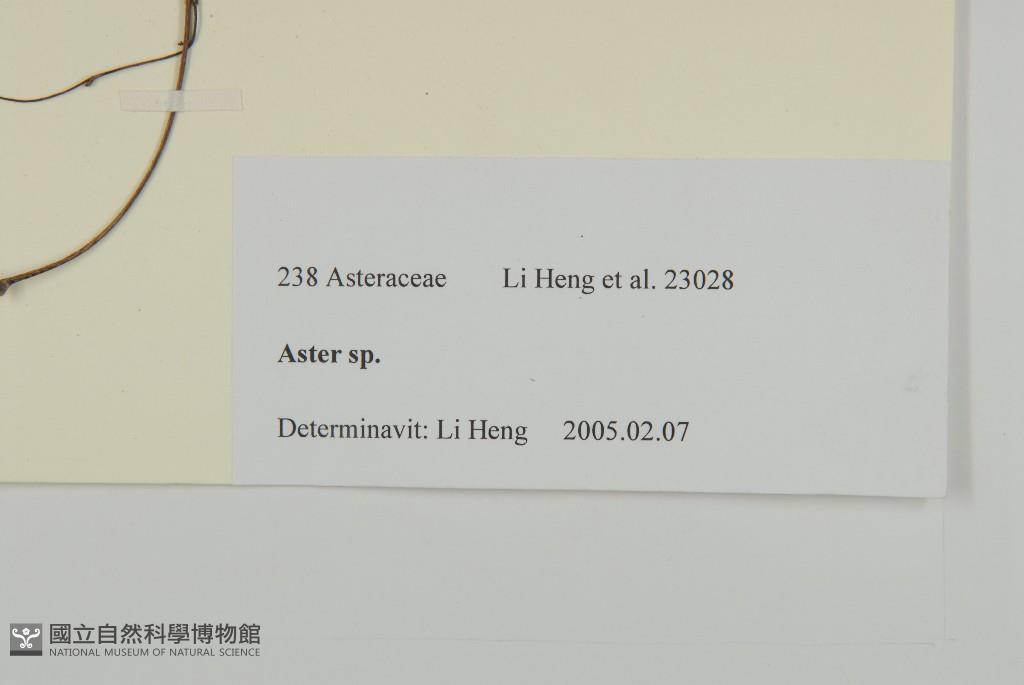 238 Asteraceae Li Heng et al. 23028
Aster sp.
Determinavit: Li Heng 2005.02.07
國立自然科學博物館
NATIONAL MUSEUM OF NATURAL SCIENCE